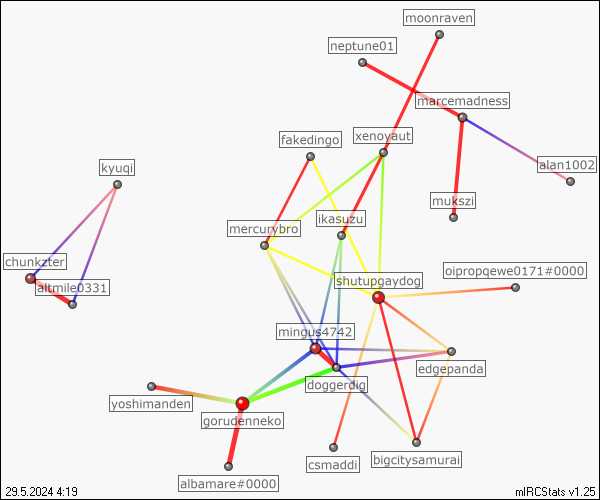 moonraven
neptune01
marcemadness
xenoyaut
fakedingo
alan1002
kyuqi
mukszi
ikasuzu
mercurybro
chunkzter
oipropqewe0171#0000
shutupgaydog
altmile0331
mingus4742
edgepanda
doggerdig
yoshimanden
gorudenneko
bigcitysamurai
csmaddi
albamare#0000
29.5.2024 4:19
mIRCStats v1.25